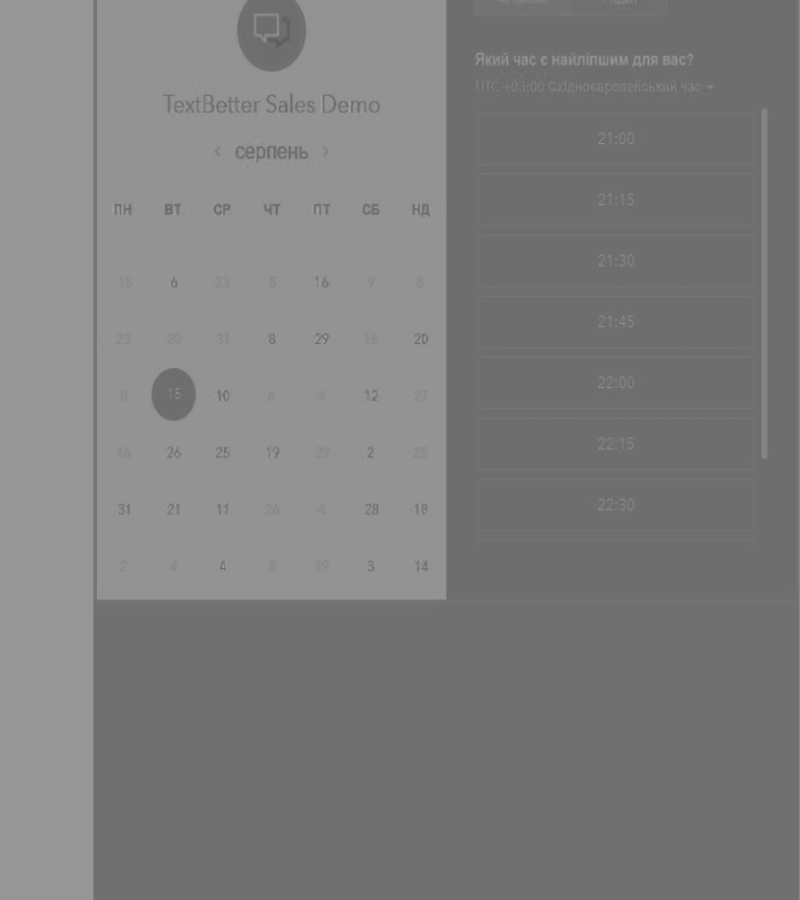 TextBetter Sales Demo
‹ серпень ›
ПН ВТ СР ЧТ ПТ СБ НД
15 6 23 5 16 9 8
23 20 31 8 29 16 20
8 15 10 6 4 12 27
16 26 25 19 29 2 25
31 21 11 26 4 28 18
2 4 4 8 19 3 14
Який час є найліпшим для вас?
UTC +03:00 Східноєвропейський час
21:00
21:15
21:30
21:45
22:00
22:15
22:30